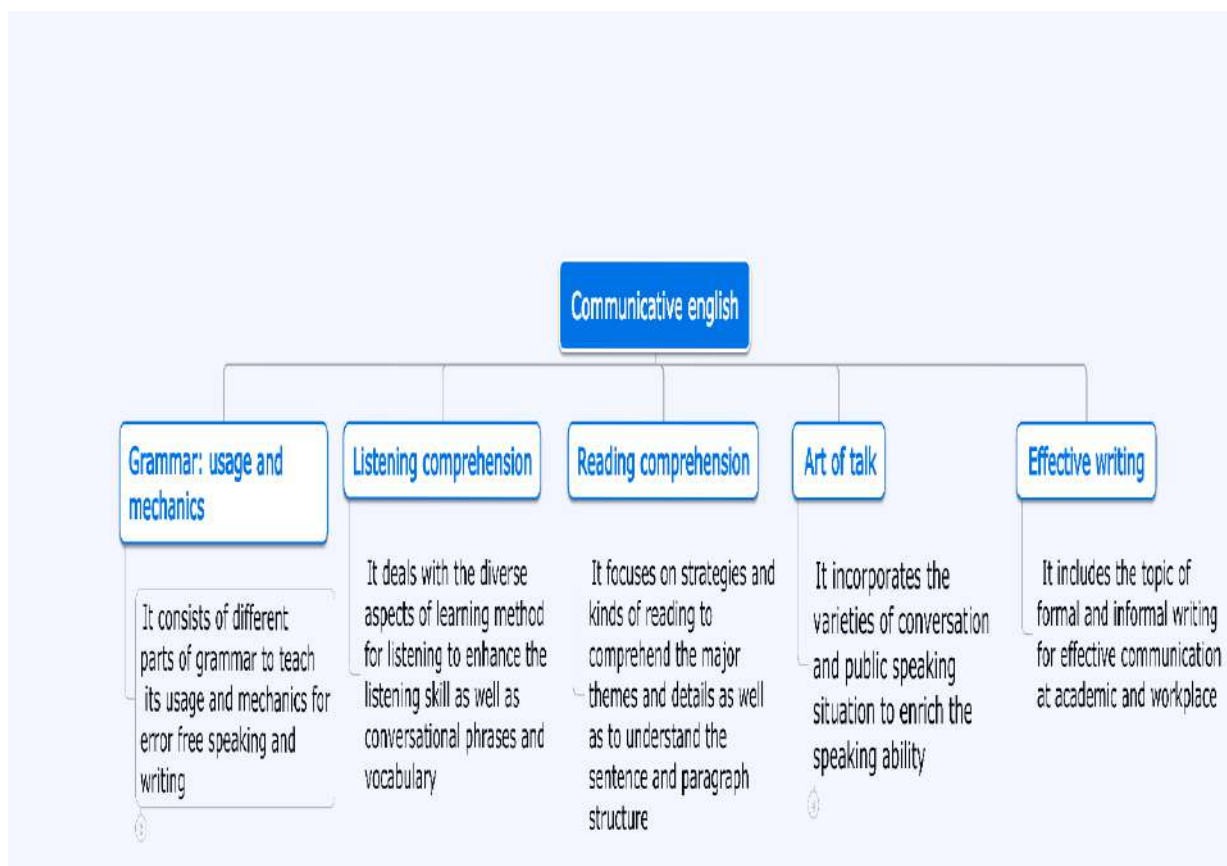 Communicative english
Grammar: usage and
mechanics
It consists of different
parts of grammar to teach
its usage and mechanics for
error free speaking and
writing
Listening comprehension
It deals with the diverse
aspects of learning method
for listening to enhance the
listening skill as well as
conversational phrases and
vocabulary
Reading comprehension
It focuses on strategies and
kinds of reading to
comprehend the major
themes and details as well
as to understand the
sentence and paragraph
structure
Art of talk
It incorporates the
varieties of conversation
and public speaking
situation to enrich the
speaking ability
Effective writing
It includes the topic of
formal and informal writing
for effective communication
at academic and workplace